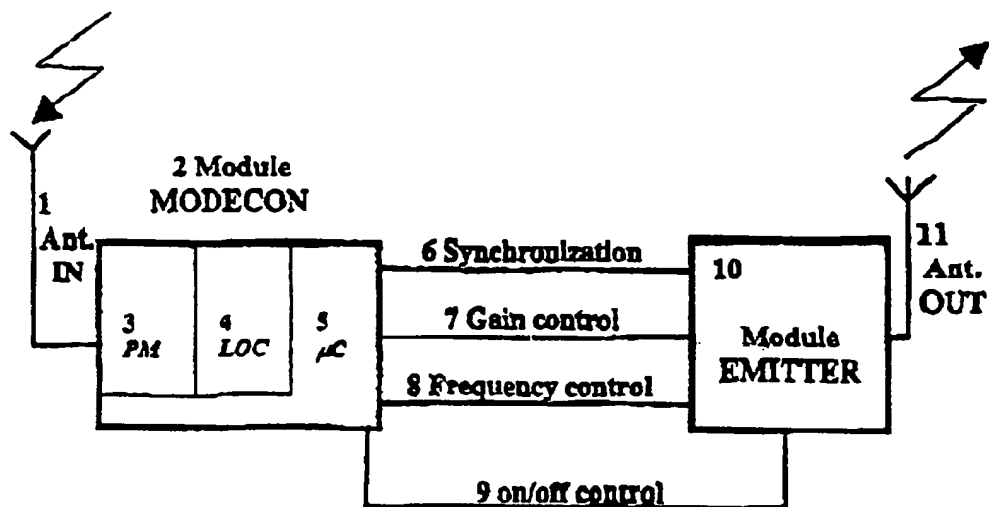 2 Module
MODECON
1
Ant.
IN
3
PM
4
LOC
5
μC
6 Synchronization
7 Gain control
8 Frequency control
9 on/off control
10
Module
EMITTER
11
Ant.
OUT